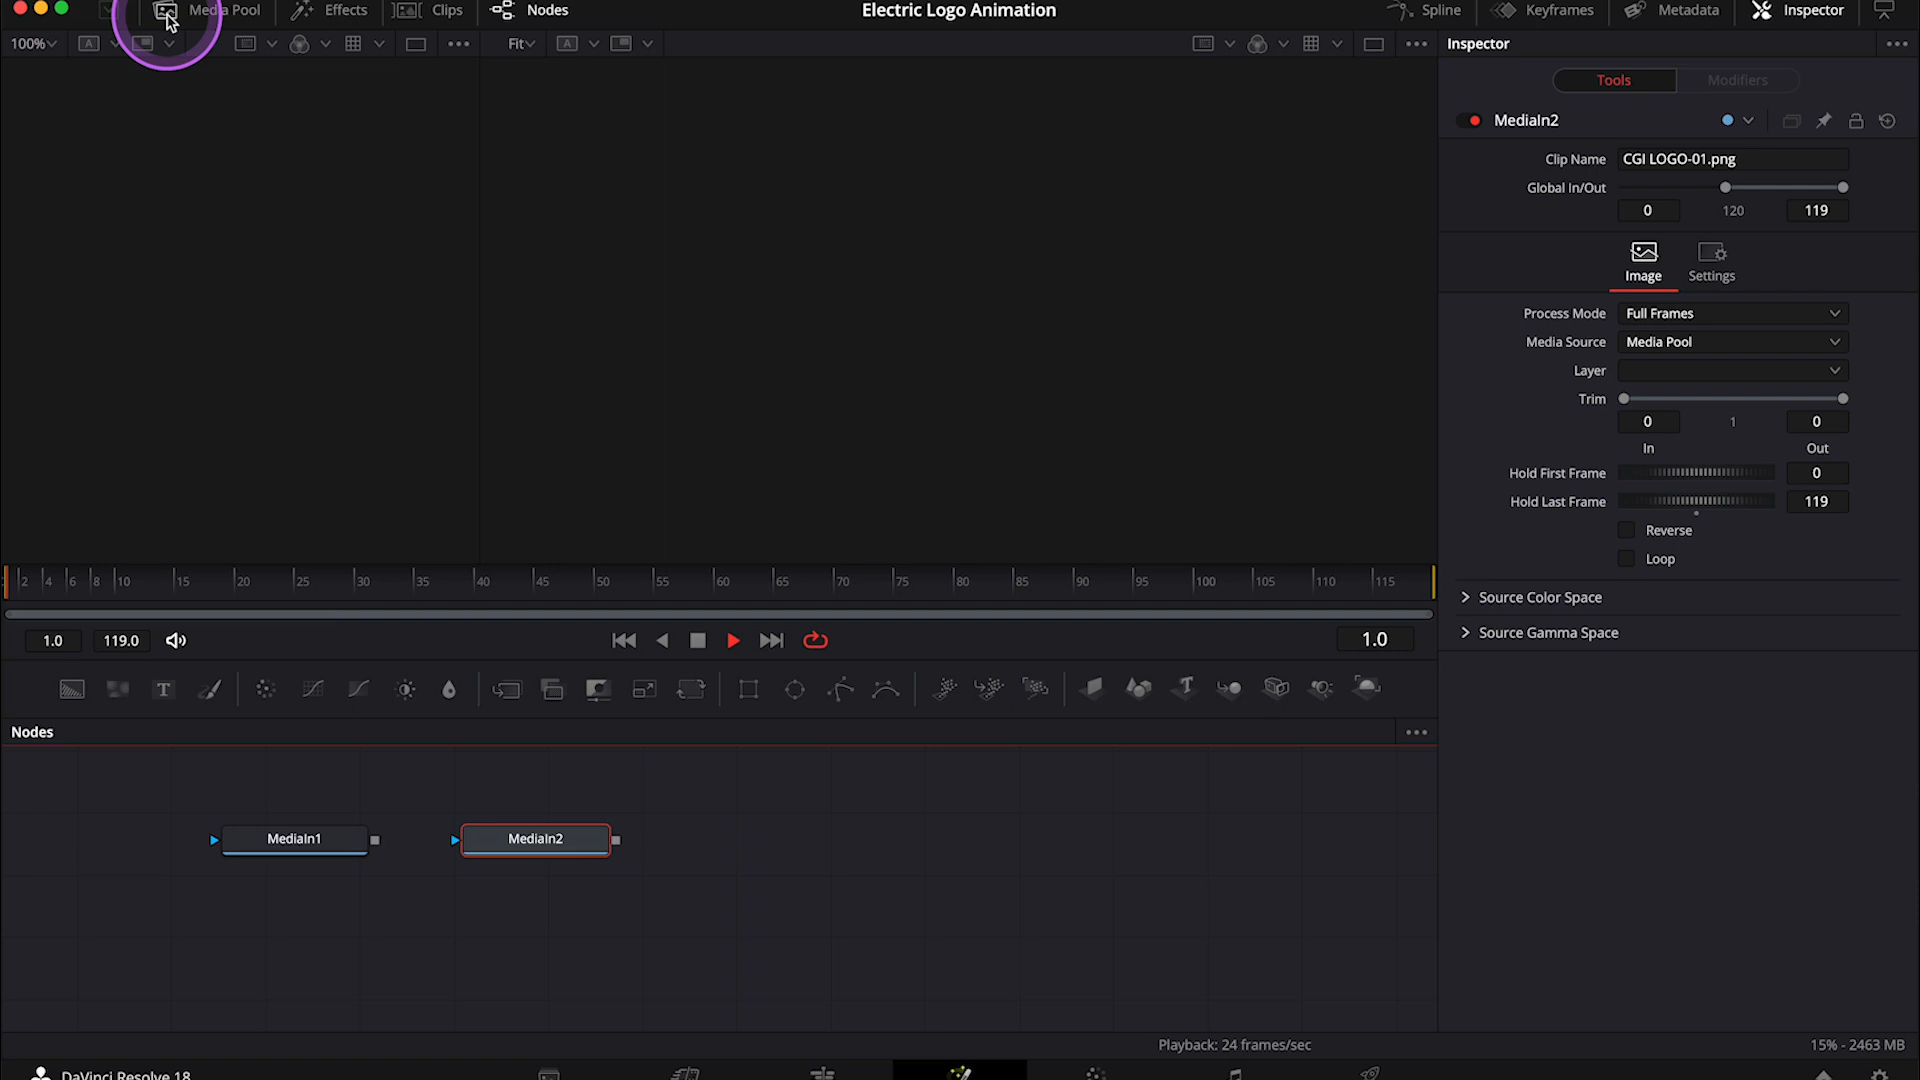 Media Pool Effects Clips Nodes Electric Logo Animation Spline Keyframes Metadata Inspector
100% A Fit A Inspector
Tools Modifiers
MediaIn2
Clip Name CGI LOGO-01.png
Global In/Out
0 120 119
Image Settings
Process Mode Full Frames
Media Source Media Pool
Layer
Trim
0 1 0
In Out
Hold First Frame 0
Hold Last Frame 119
Reverse
Loop
2 4 6 8 10 15 20 25 30 35 40 45 50 55 60 65 70 75 80 85 90 95 100 105 110 115
Source Color Space
Source Gamma Space
1.0 119.0 1.0
T T
Nodes
MediaIn1 MediaIn2
Playback: 24 frames/sec 15% - 2463 MB
DaVinci Resolve 18